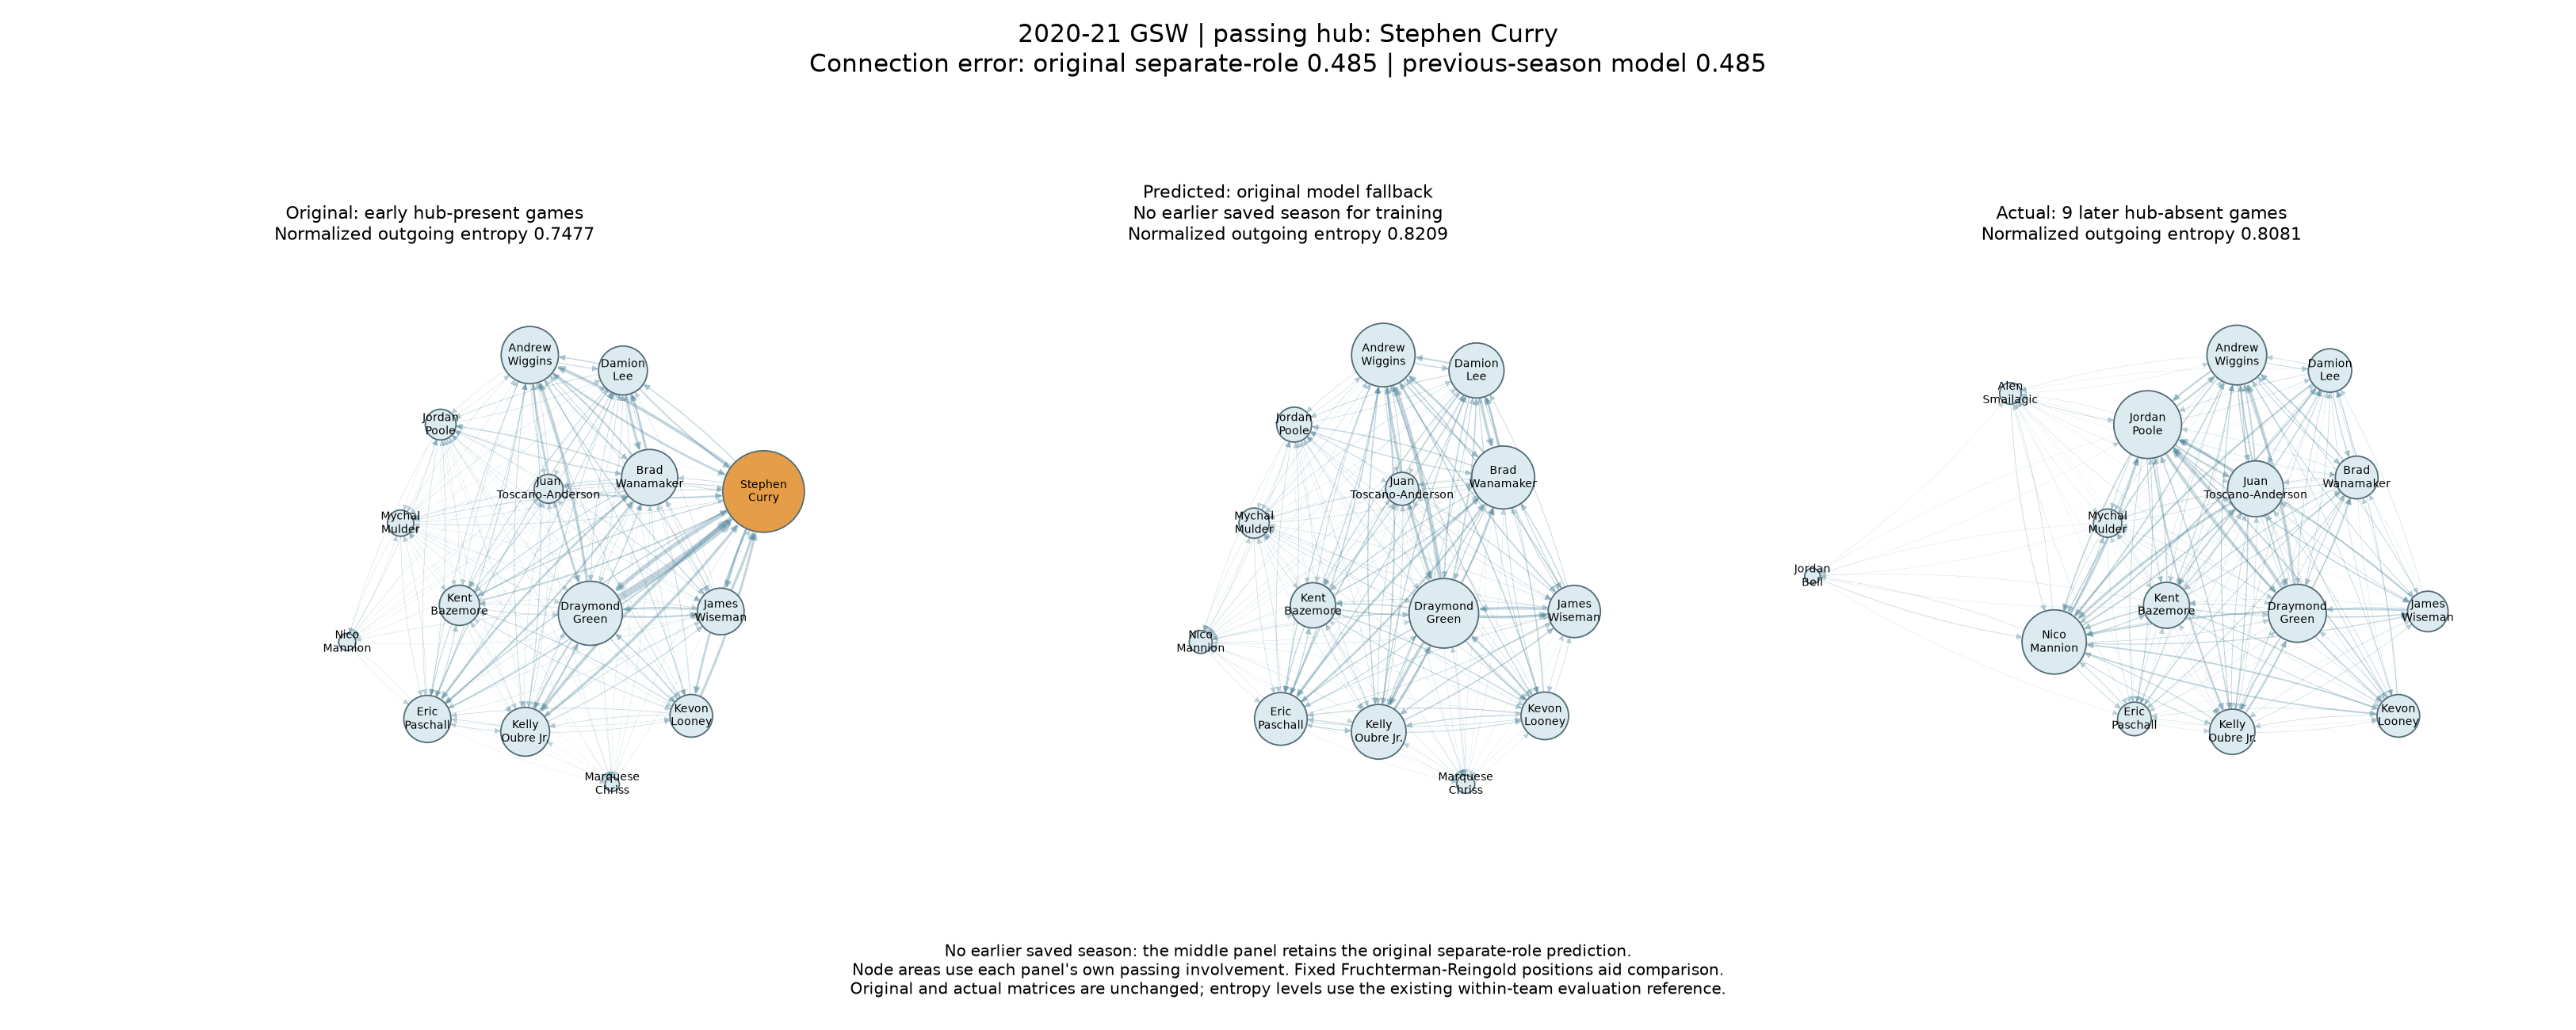 2020-21 GSW | passing hub: Stephen Curry
Connection error: original separate-role 0.485 | previous-season model 0.485
Original: early hub-present games
Normalized outgoing entropy 0.7477
Andrew
Wiggins
Damion
Lee
Jordan
Poole
Brad
Wanamaker
Stephen
Curry
Juan
Toscano-Anderson
Mychal
Mulder
Kent
Bazemore
Draymond
Green
James
Wiseman
Nico
Mannion
Eric
Paschall
Kelly
Oubre Jr.
Kevon
Looney
Marquese
Chriss
Predicted: original model fallback
No earlier saved season for training
Normalized outgoing entropy 0.8209
Andrew
Wiggins
Damion
Lee
Jordan
Poole
Brad
Wanamaker
Juan
Toscano-Anderson
Mychal
Mulder
Kent
Bazemore
Draymond
Green
James
Wiseman
Nico
Mannion
Eric
Paschall
Kelly
Oubre Jr.
Kevon
Looney
Marquese
Chriss
Actual: 9 later hub-absent games
Normalized outgoing entropy 0.8081
Andrew
Wiggins
Damion
Lee
Alen
Smailagic
Jordan
Poole
Brad
Wanamaker
Juan
Toscano-Anderson
Mychal
Mulder
Jordan
Bell
Kent
Bazemore
Draymond
Green
James
Wiseman
Nico
Mannion
Eric
Paschall
Kelly
Oubre Jr.
Kevon
Looney
No earlier saved season: the middle panel retains the original separate-role prediction.
Node areas use each panel's own passing involvement. Fixed Fruchterman-Reingold positions aid comparison.
Original and actual matrices are unchanged; entropy levels use the existing within-team evaluation reference.